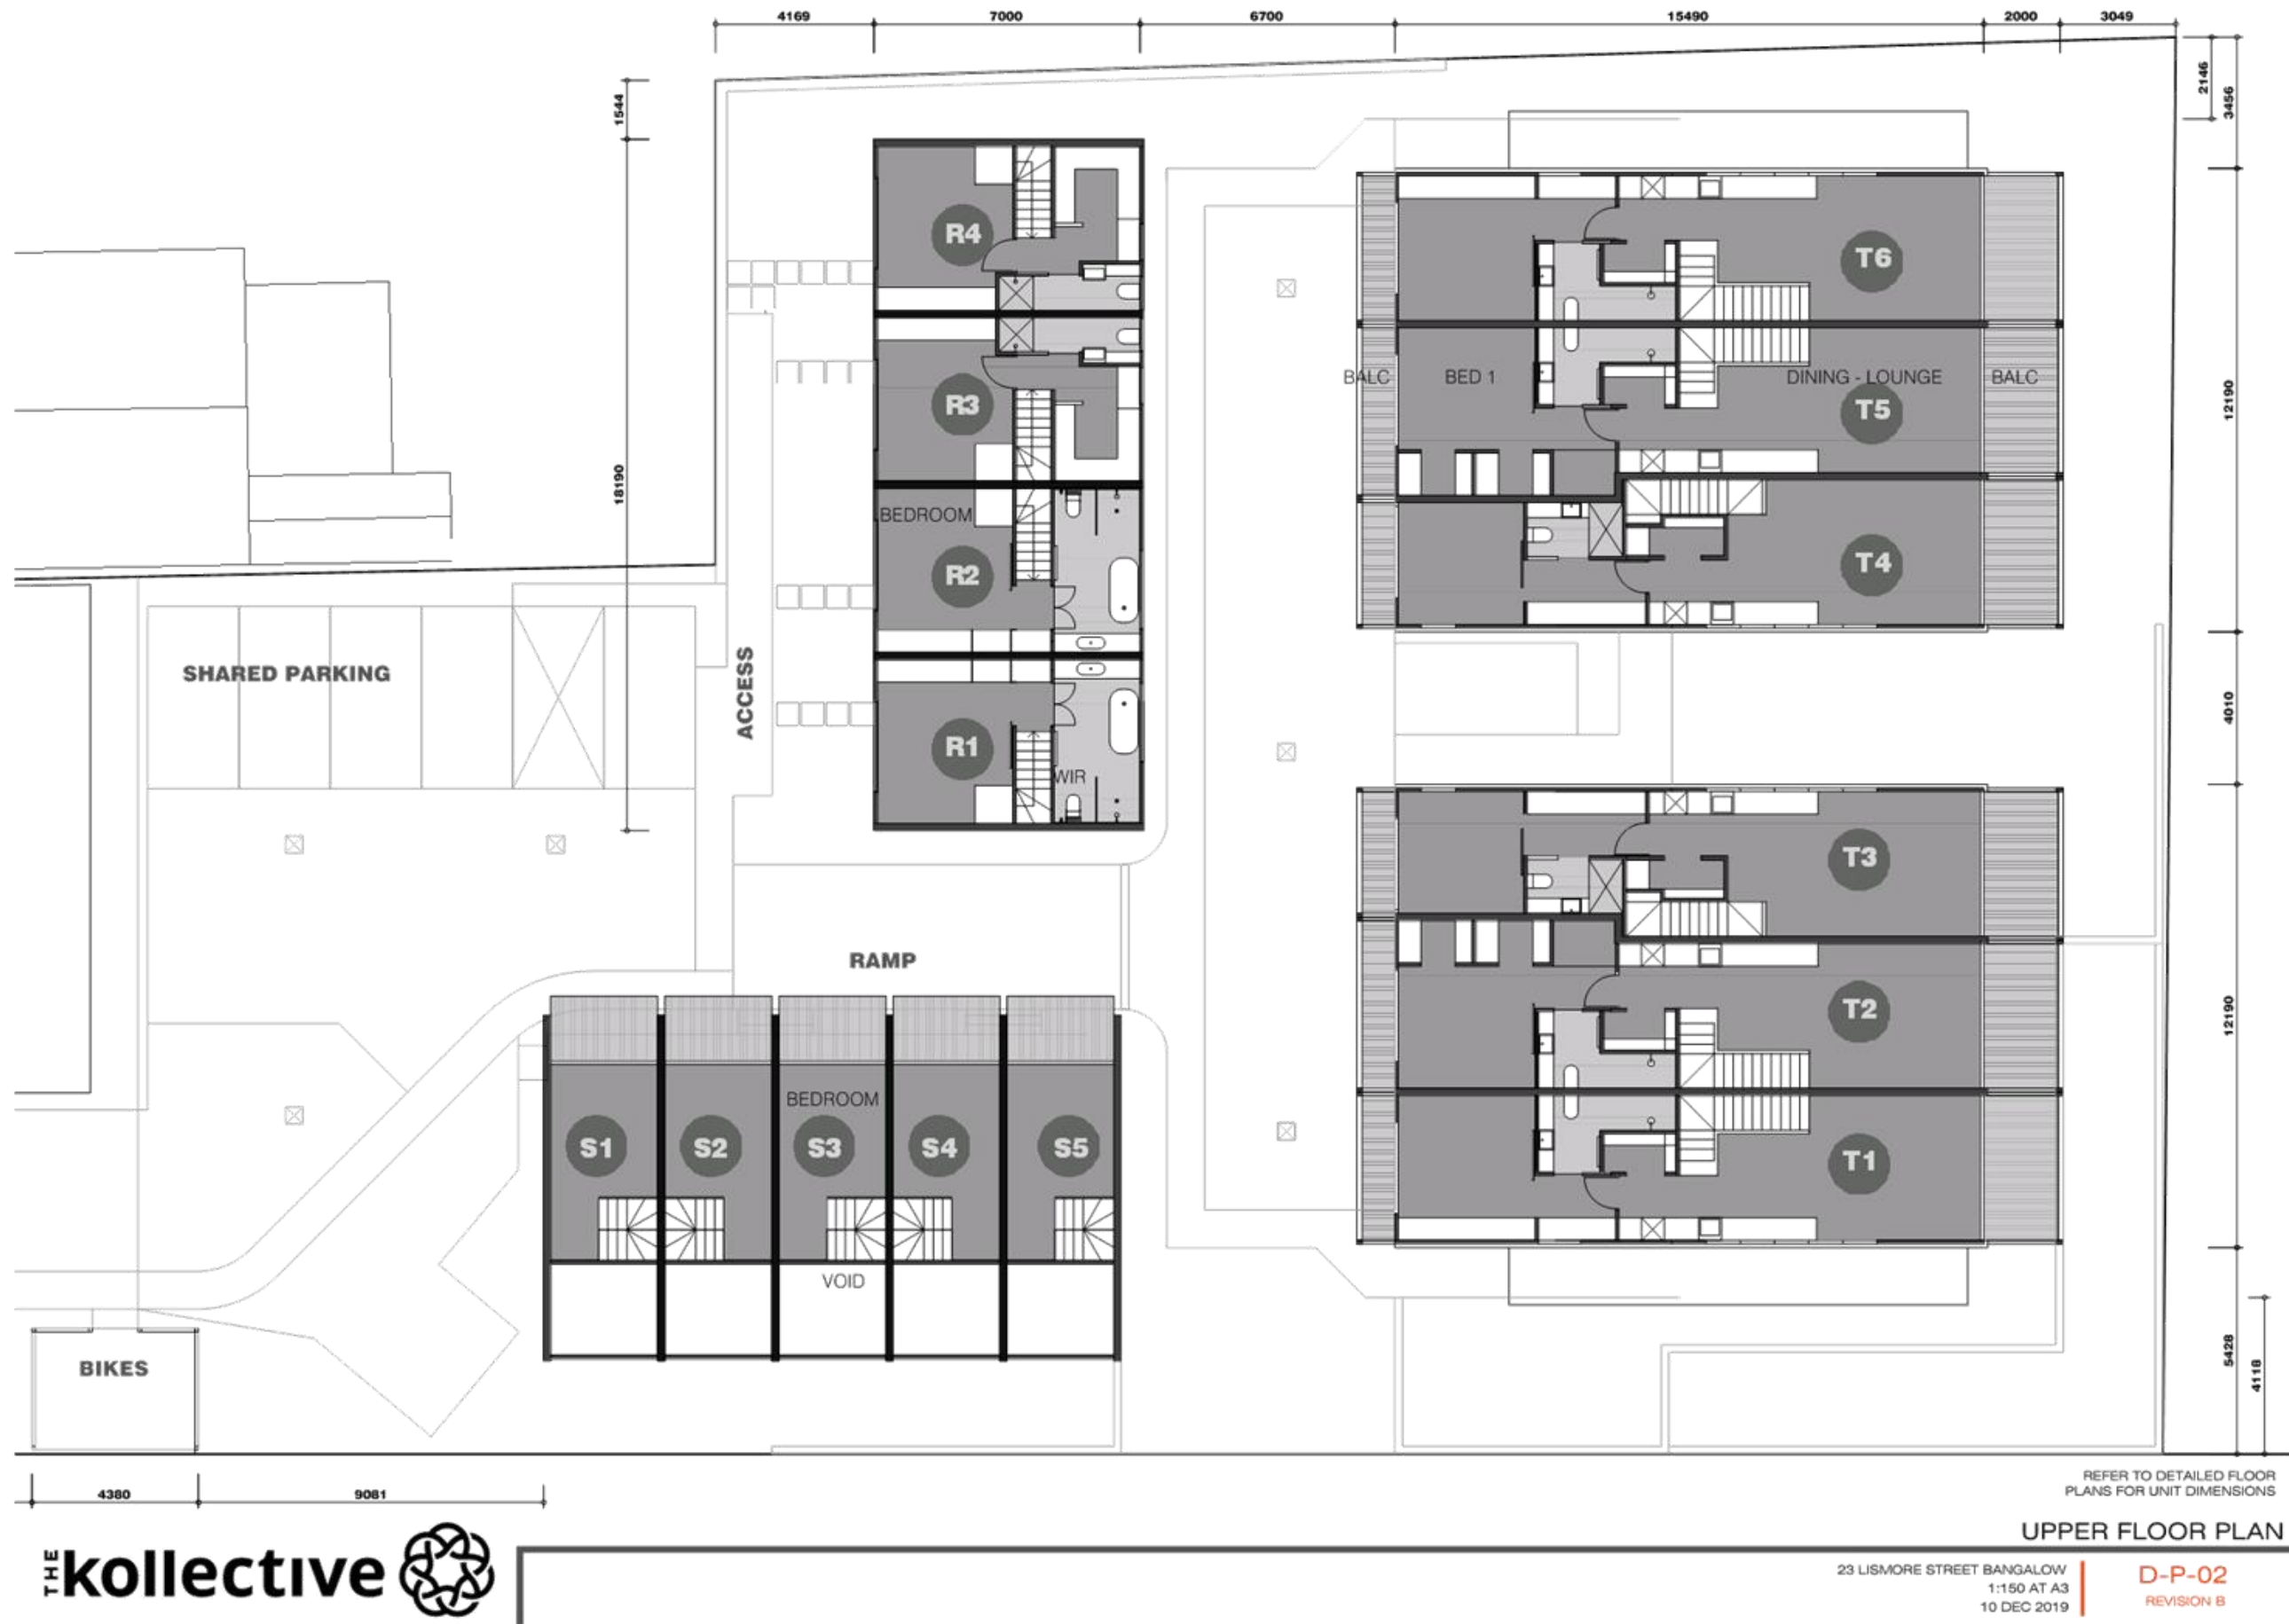 4169 7000 6700 15490 2000 3049
1544
2146
3456
R4
T6
BALC BED 1 DINING - LOUNGE BALC
R3
T5
12190
18190
BEDROOM
R2
T4
SHARED PARKING
ACCESS
4010
R1
WIR
T3
RAMP
T2
12190
BEDROOM
S1 S2 S3 S4 S5
T1
VOID
BIKES
5428
4118
4380 9081
REFER TO DETAILED FLOOR
PLANS FOR UNIT DIMENSIONS
UPPER FLOOR PLAN
THE kollective
23 LISMORE STREET BANGALOW
1:150 AT A3
10 DEC 2019
D-P-02
REVISION B